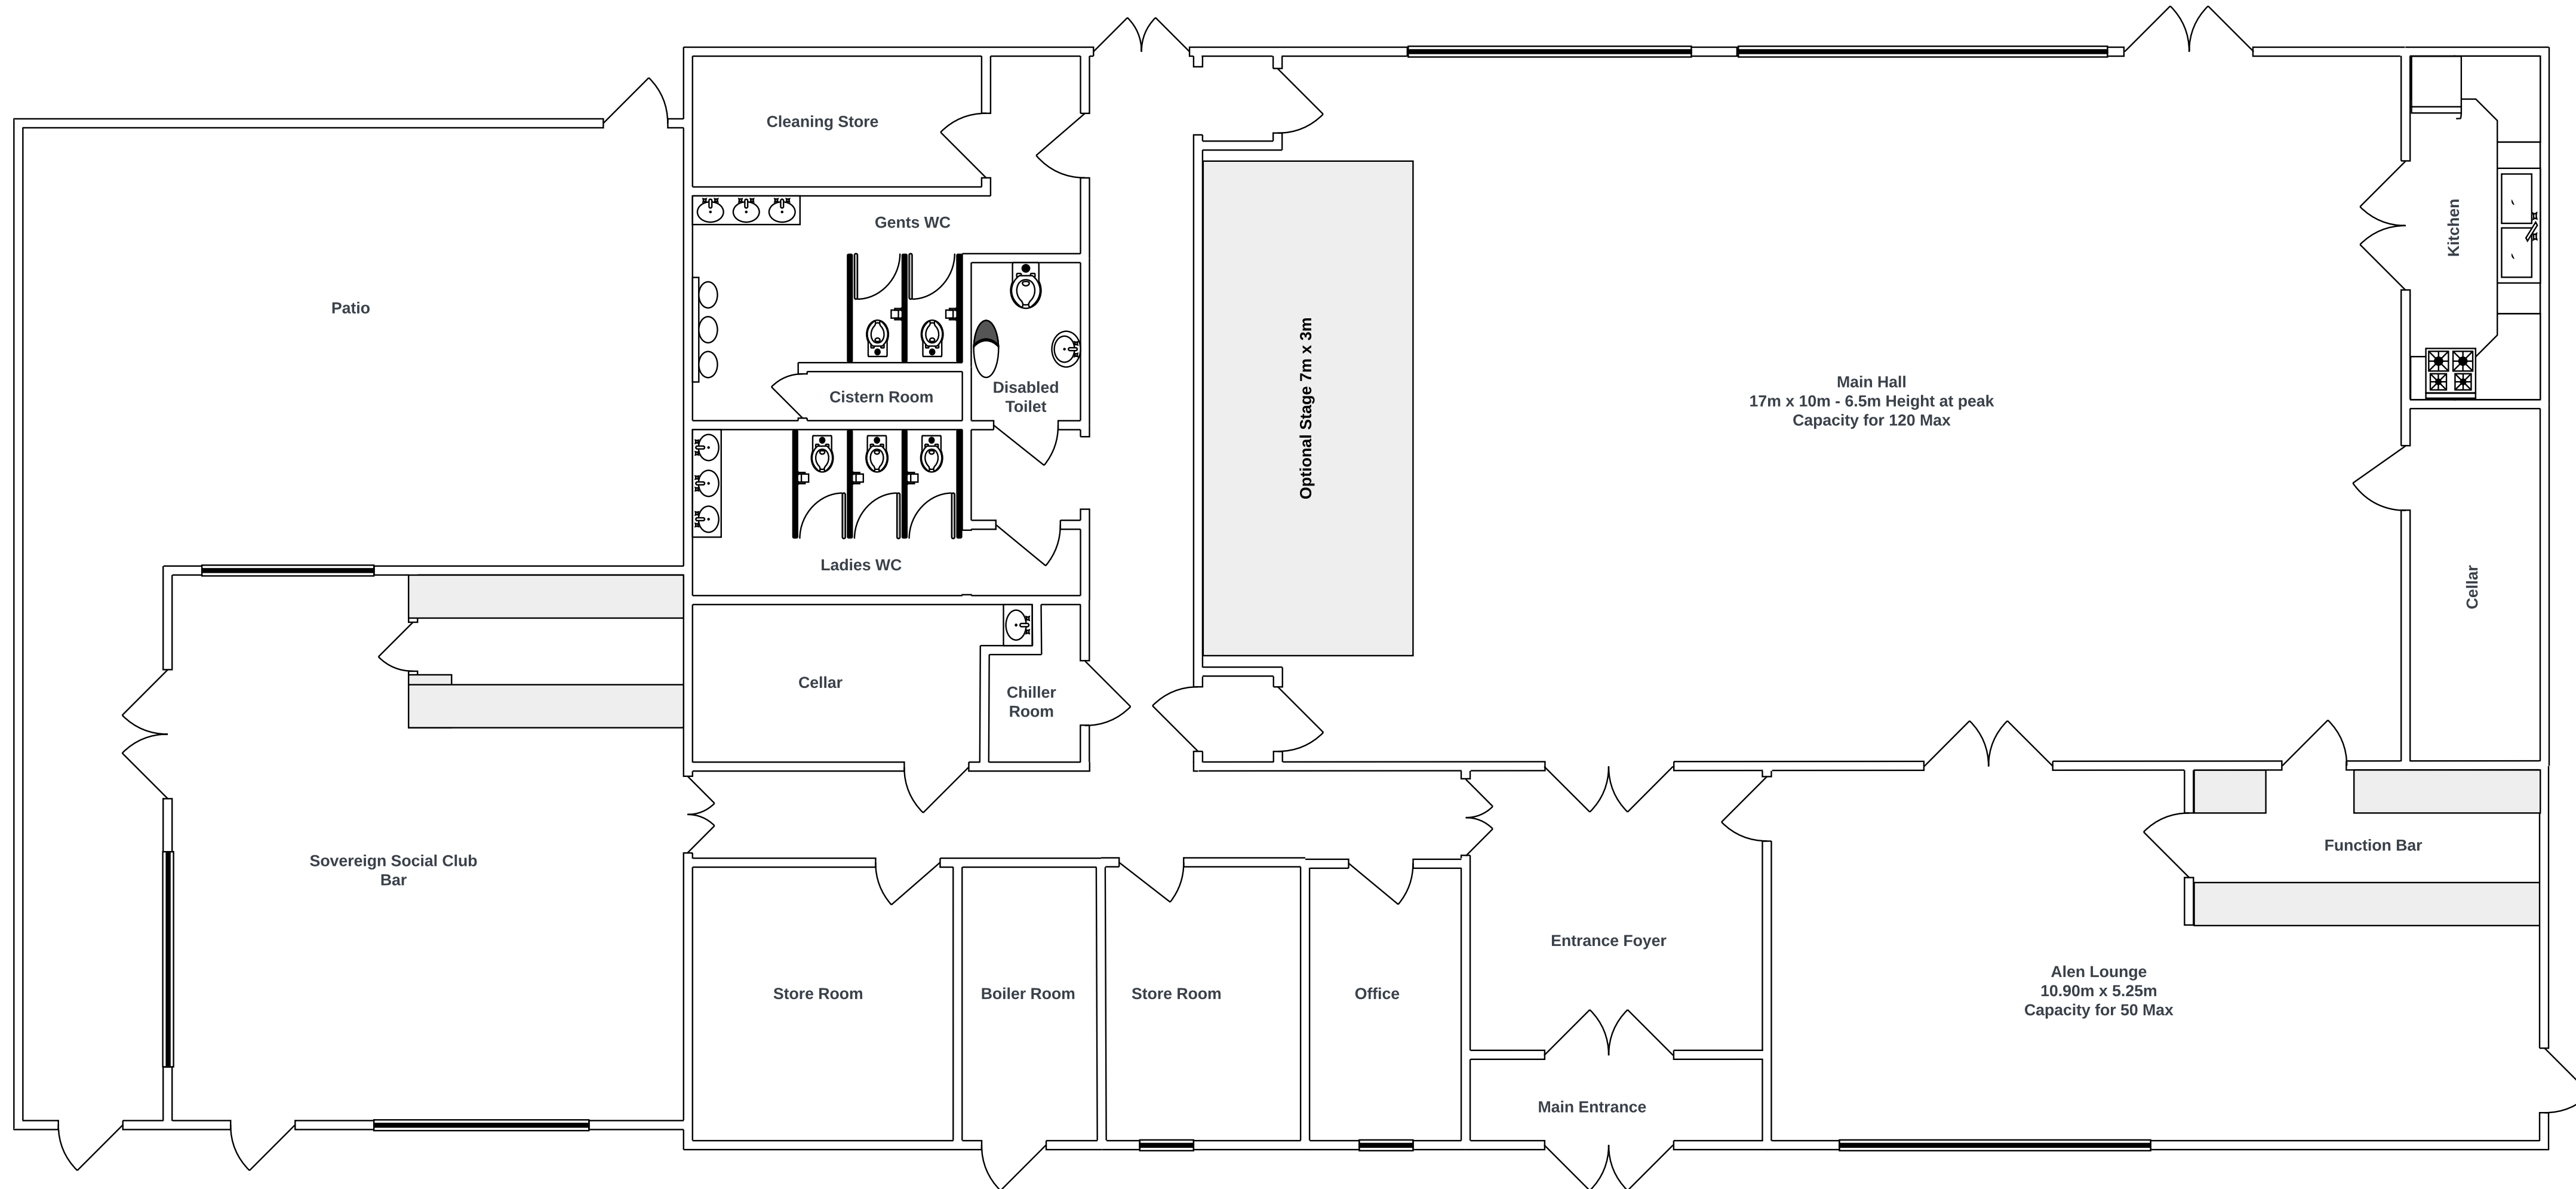 Cleaning Store
Gents WC
Kitchen
Patio
Optional Stage 7m x 3m
Main Hall
17m x 10m - 6.5m Height at peak
Capacity for 120 Max
Cistern Room
Disabled
Toilet
Ladies WC
Cellar
Cellar
Chiller
Room
Sovereign Social Club
Bar
Function Bar
Entrance Foyer
Store Room
Boiler Room
Store Room
Office
Alen Lounge
10.90m x 5.25m
Capacity for 50 Max
Main Entrance